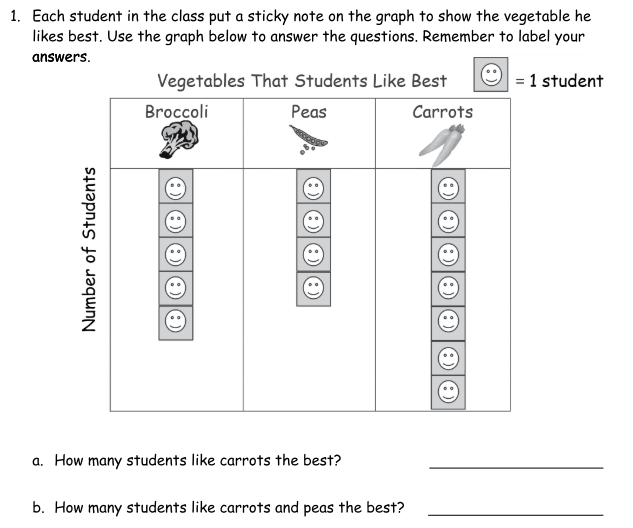 1. Each student in the class put a sticky note on the graph to show the vegetable he
likes best. Use the graph below to answer the questions. Remember to label your
answers.
Vegetables That Students Like Best
= 1 student
Broccoli Peas Carrots
Number of Students
a. How many students like carrots the best?
b. How many students like carrots and peas the best?